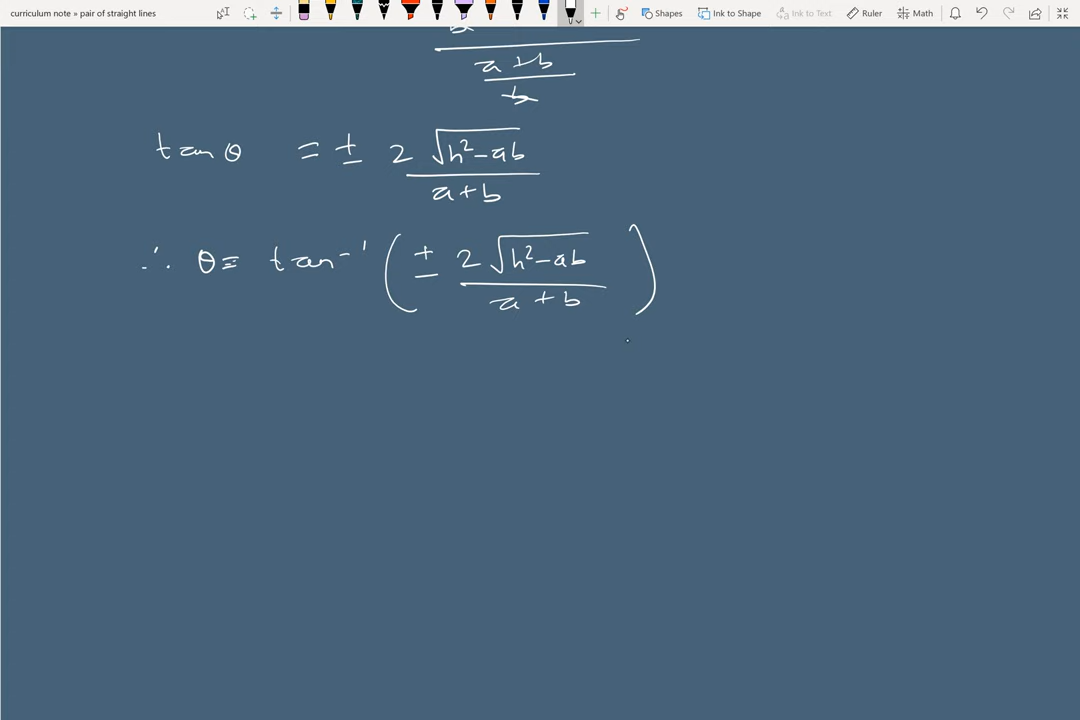 curriculum note » pair of straight lines
Shapes
Ink to Shape
Ink to Text
Ruler
Math
a+b
b
tan θ = ± 2 √h²-ab
a+b
∴ θ = tan⁻¹ ( ± 2 √h²-ab )
a + b